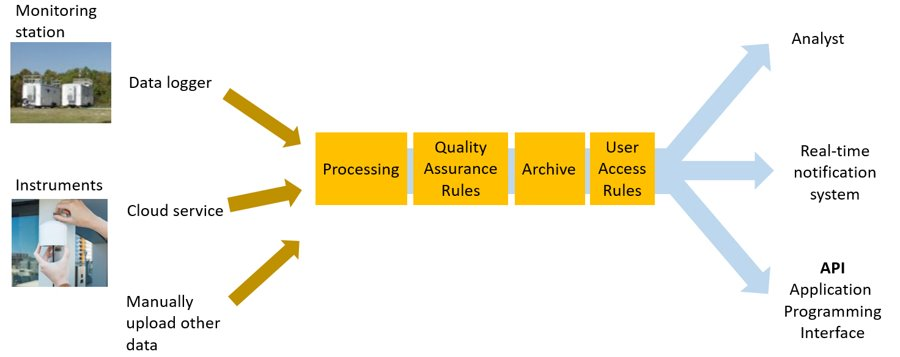 Monitoring
station
Data logger
Instruments
Cloud service
Manually
upload other
data
Processing
Quality
Assurance
Rules
Archive
User
Access
Rules
Analyst
Real-time
notification
system
API
Application
Programming
Interface